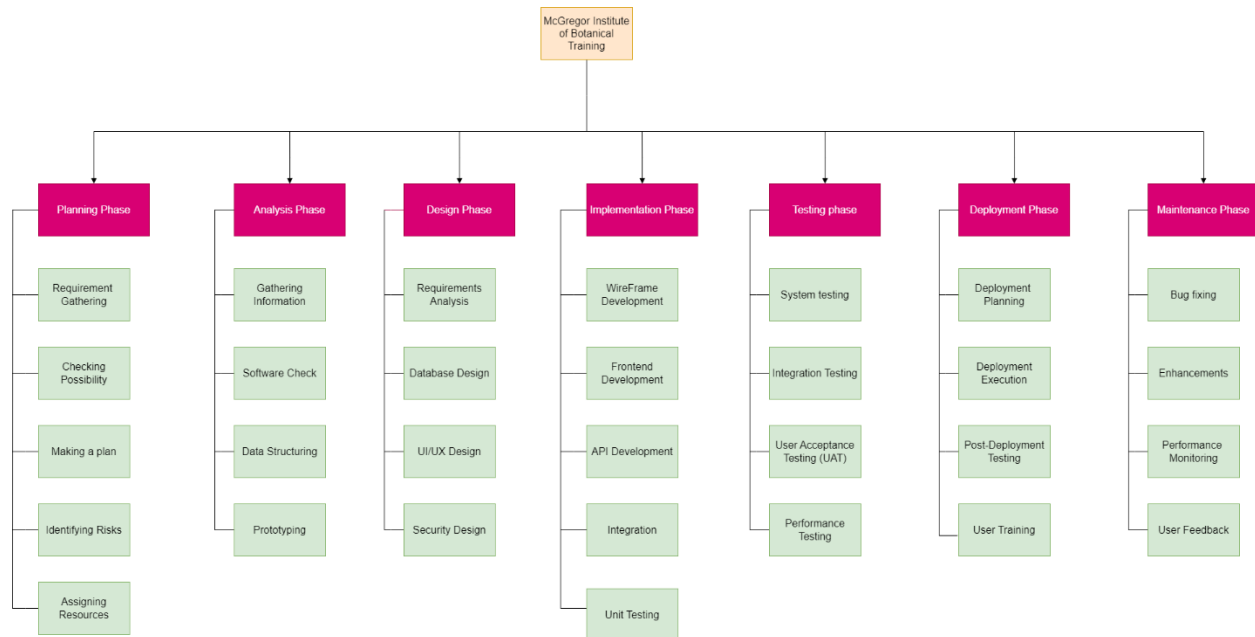 McGregor Institute
of Botanical
Training
Planning Phase
Analysis Phase
Design Phase
Implementation Phase
Testing phase
Deployment Phase
Maintenance Phase
Requirement
Gathering
Gathering
Information
Requirements
Analysis
WireFrame
Development
System testing
Deployment
Planning
Bug fixing
Checking
Possibility
Software Check
Database Design
Frontend
Development
Integration Testing
Deployment
Execution
Enhancements
Making a plan
Data Structuring
UI/UX Design
API Development
User Acceptance
Testing (UAT)
Post-Deployment
Testing
Performance
Monitoring
Identifying Risks
Prototyping
Security Design
Integration
Performance
Testing
User Training
User Feedback
Assigning
Resources
Unit Testing